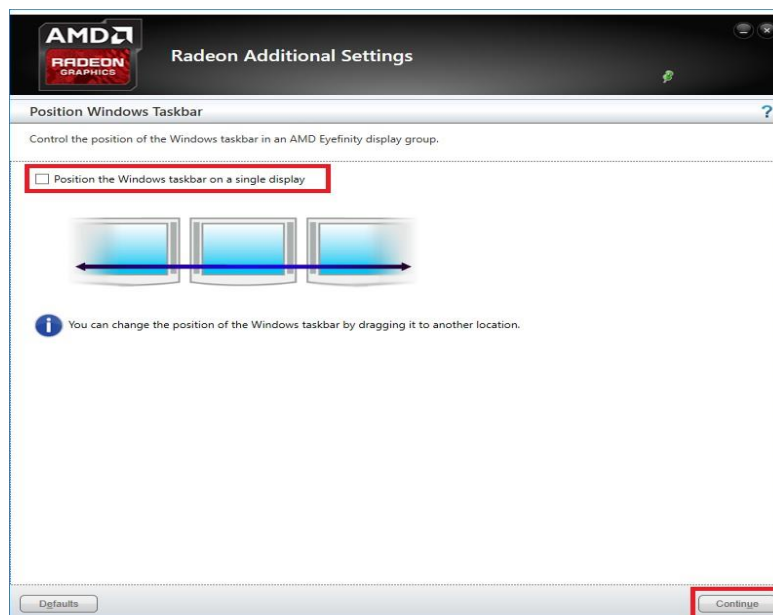 AMD
RADEON
GRAPHICS
Radeon Additional Settings
Position Windows Taskbar
?
Control the position of the Windows taskbar in an AMD Eyefinity display group.
Position the Windows taskbar on a single display
i
You can change the position of the Windows taskbar by dragging it to another location.
Defaults
Continue